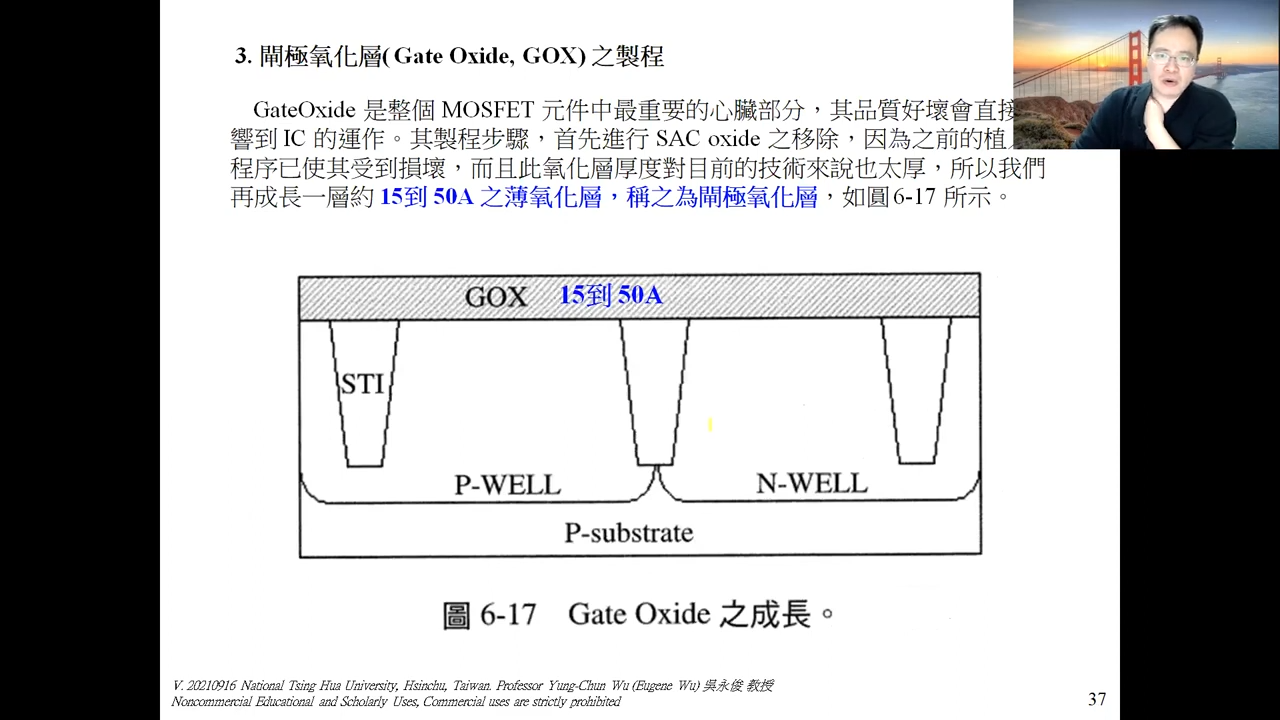 3. 閘極氧化層( Gate Oxide, GOX) 之製程
GateOxide 是整個 MOSFET 元件中最重要的心臟部分，其品質好壞會直接
響到 IC 的運作。其製程步驟，首先進行 SAC oxide 之移除，因為之前的植
程序已使其受到損壞，而且此氧化層厚度對目前的技術來說也太厚，所以我們
再成長一層約 15到 50A 之薄氧化層，稱之為閘極氧化層，如圓6-17 所示。
GOX 15到 50A
STI
P-WELL N-WELL
P-substrate
圖 6-17 Gate Oxide 之成長。
V. 20210916 National Tsing Hua University, Hsinchu, Taiwan. Professor Yung-Chun Wu (Eugene Wu) 吳永俊 教授
Noncommercial Educational and Scholarly Uses, Commercial uses are strictly prohibited
37